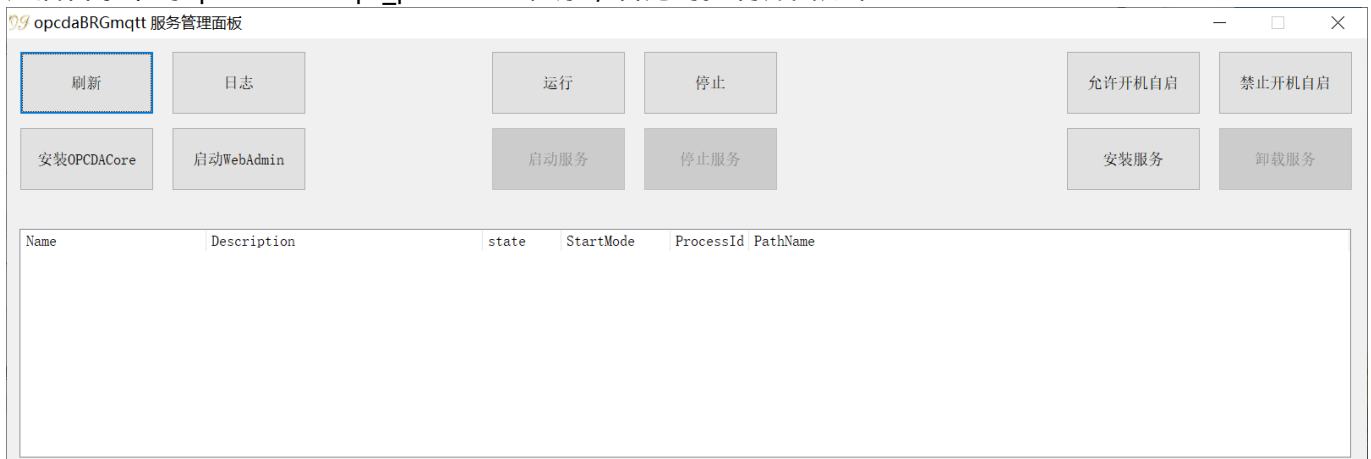 opcdaBRGmqtt 服务管理面板
刷新 日志 运行 停止 允许开机自启 禁止开机自启
安装OPCDACore 启动WebAdmin 启动服务 停止服务 安装服务 卸载服务
Name Description state StartMode ProcessId PathName